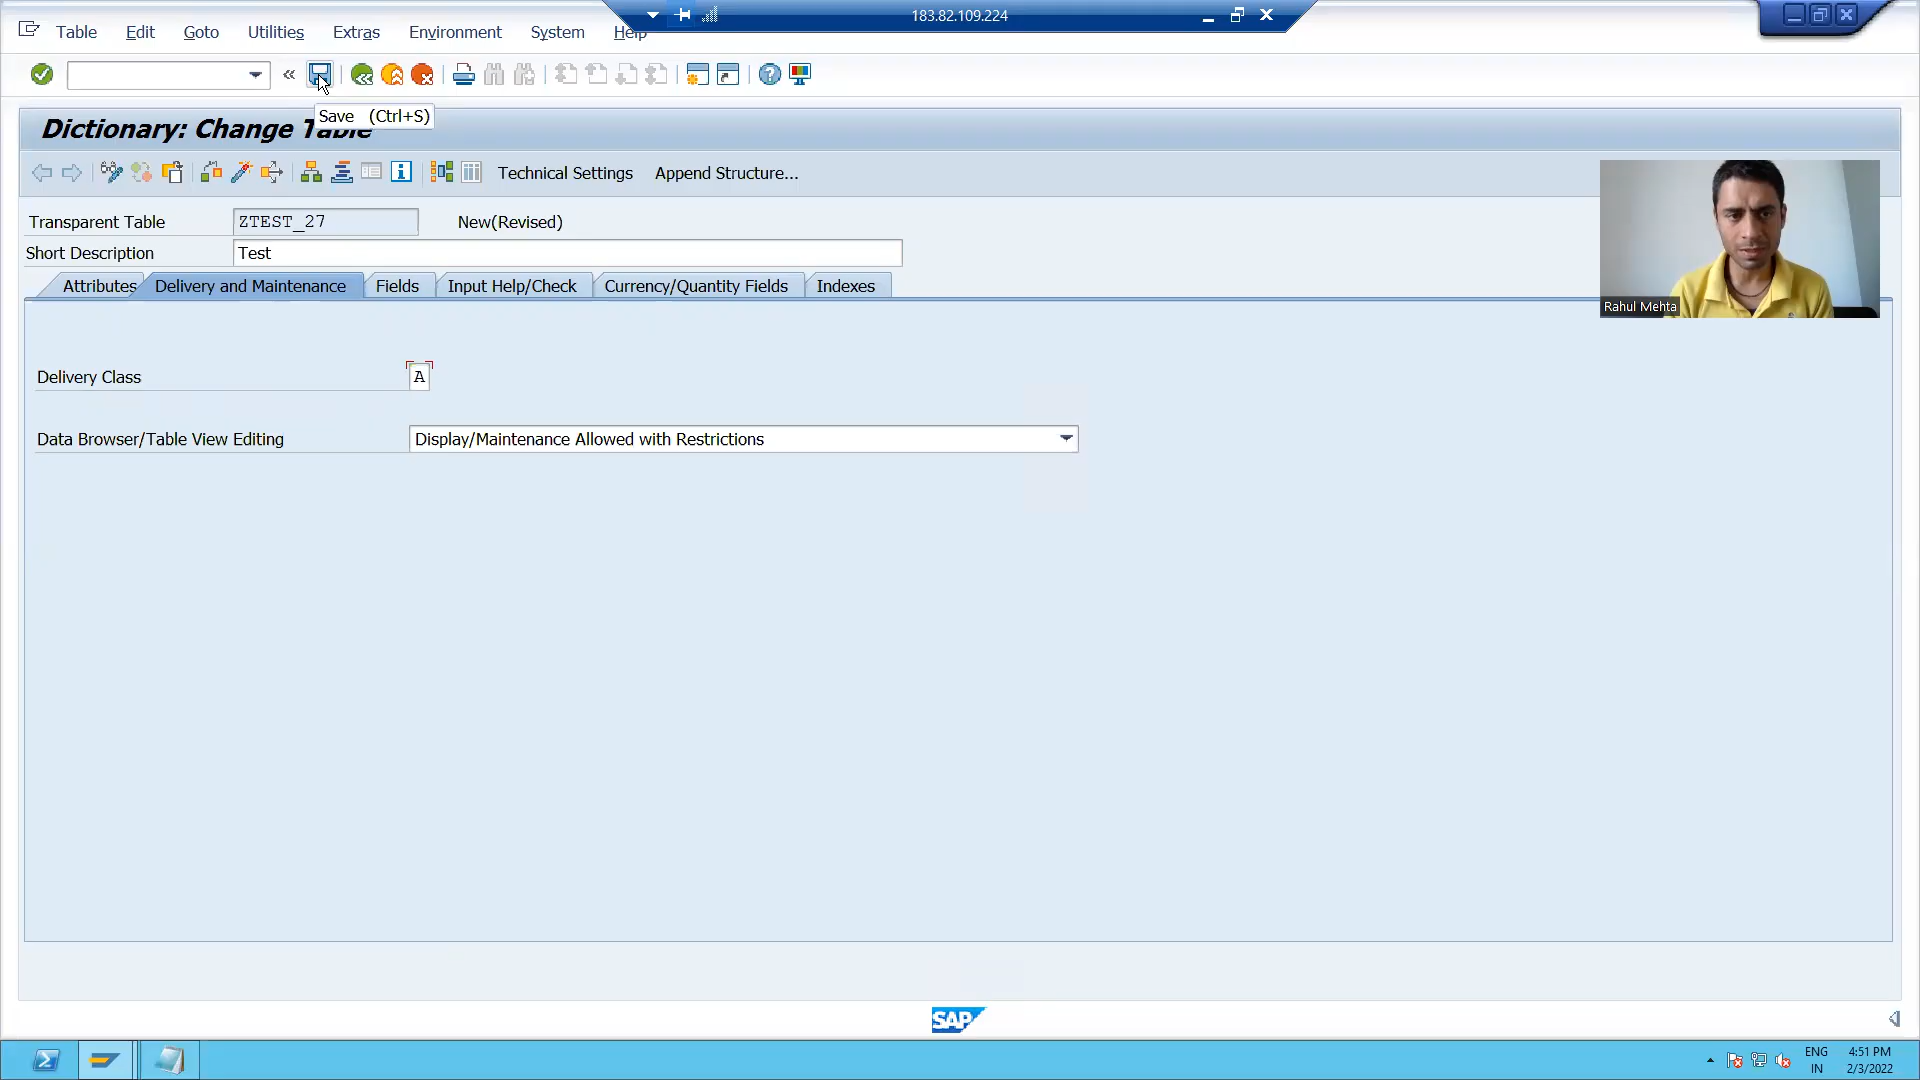 183.82.109.224
Table Edit Goto Utilities Extras Environment System Help
Save (Ctrl+S)
Dictionary: Change Table
Technical Settings Append Structure...
Transparent Table ZTEST_27 New(Revised)
Short Description Test
Attributes Delivery and Maintenance Fields Input Help/Check Currency/Quantity Fields Indexes
Rahul Mehta
Delivery Class A
Data Browser/Table View Editing Display/Maintenance Allowed with Restrictions
SAP
ENG 4:51 PM
IN 2/3/2022